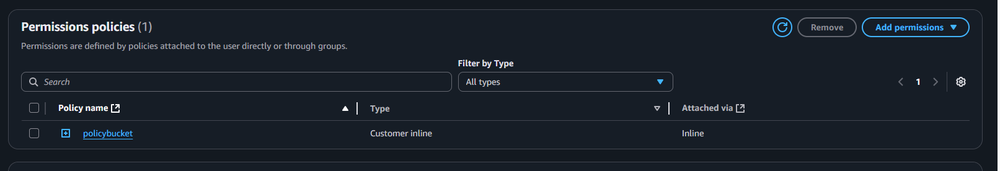 Permissions policies (1)
Remove
Add permissions
Permissions are defined by policies attached to the user directly or through groups.
Filter by Type
Search
All types
1
Policy name
Type
Attached via
policybucket
Customer inline
Inline